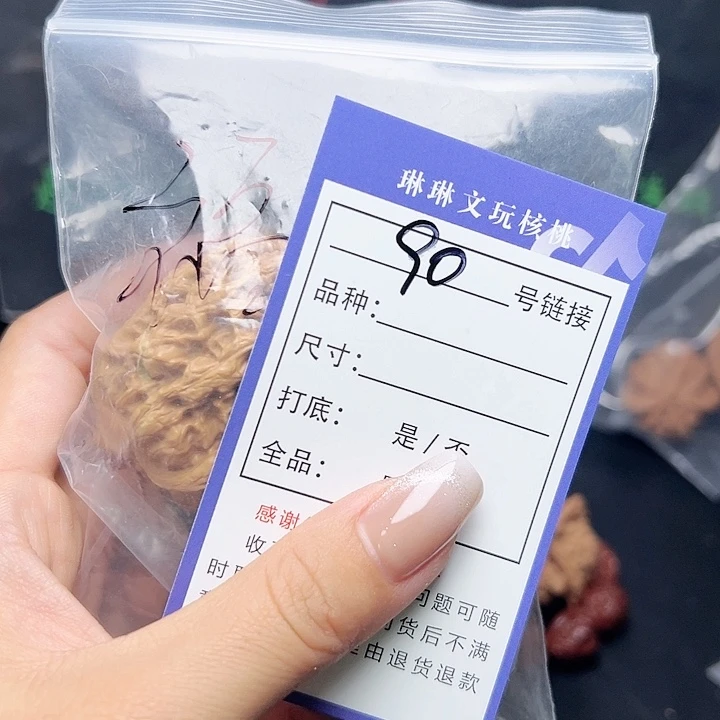 琳琳文玩核桃
90 号链接
品种：
尺寸：
打底： 是/否
全品：
感谢
收
时 问题可随
货后不满
由退货退款